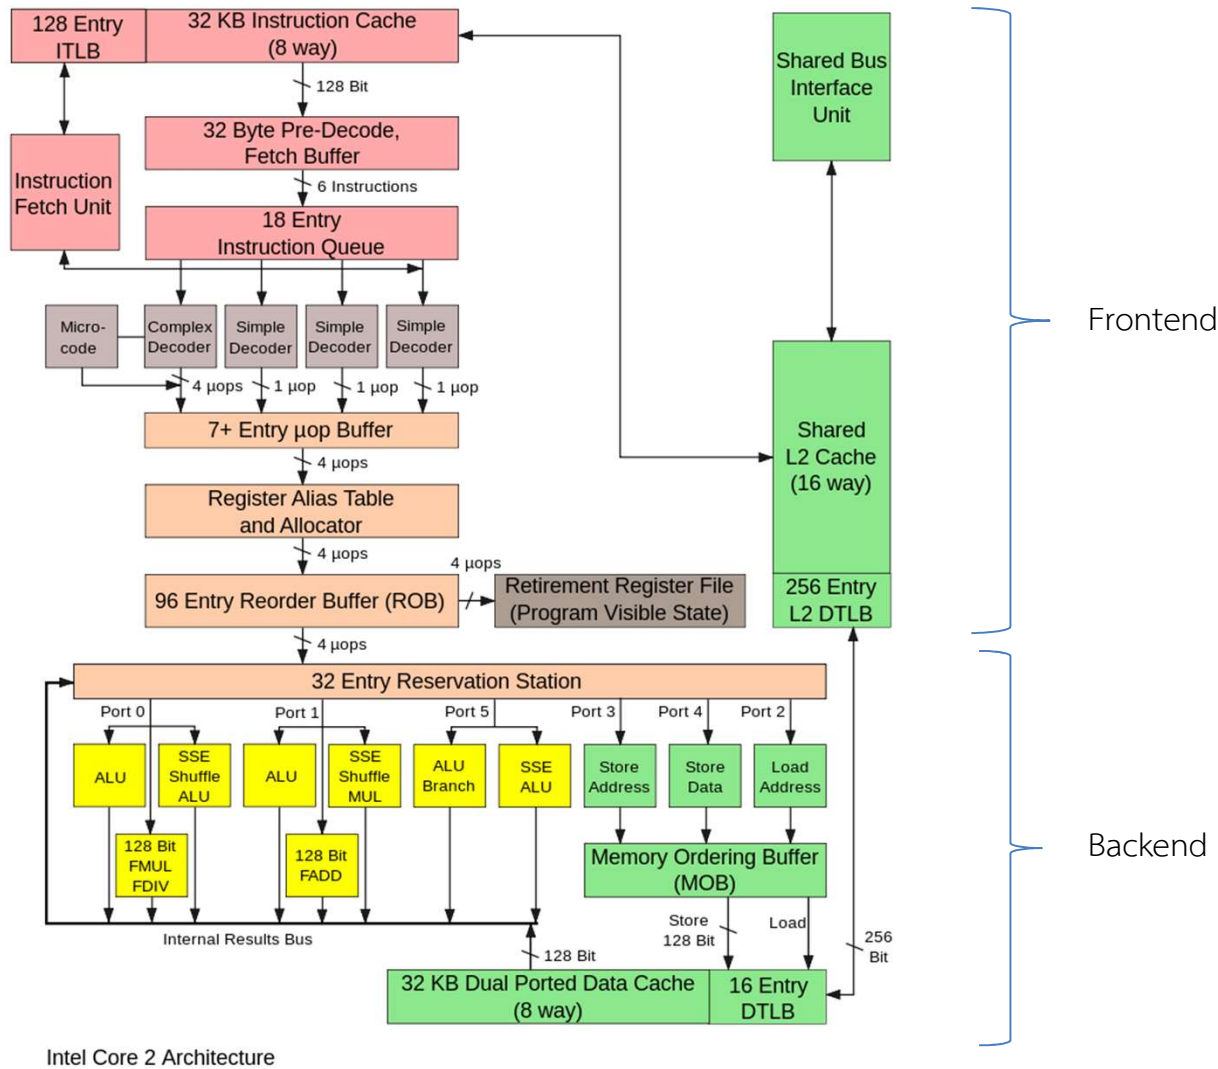 128 Entry
ITLB
32 KB Instruction Cache
(8 way)
128 Bit
32 Byte Pre-Decode,
Fetch Buffer
Instruction
Fetch Unit
6 Instructions
18 Entry
Instruction Queue
Micro-
code
Complex
Decoder
Simple
Decoder
Simple
Decoder
Simple
Decoder
4 µops
1 µop
1 µop
1 µop
7+ Entry µop Buffer
4 µops
Register Alias Table
and Allocator
4 µops
96 Entry Reorder Buffer (ROB)
4 µops
Retirement Register File
(Program Visible State)
4 µops
Shared Bus
Interface
Unit
Shared
L2 Cache
(16 way)
256 Entry
L2 DTLB
Frontend
32 Entry Reservation Station
Port 0
Port 1
Port 5
Port 3
Port 4
Port 2
ALU
SSE
Shuffle
ALU
ALU
SSE
Shuffle
MUL
ALU
Branch
SSE
ALU
Store
Address
Store
Data
Load
Address
128 Bit
FMUL
FDIV
128 Bit
FADD
Memory Ordering Buffer
(MOB)
Backend
Internal Results Bus
Store
128 Bit
Load
256
Bit
128 Bit
32 KB Dual Ported Data Cache
(8 way)
16 Entry
DTLB
Intel Core 2 Architecture